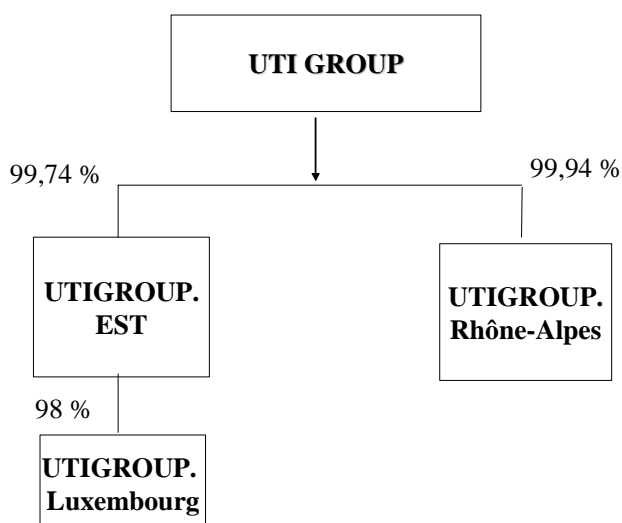 UTI GROUP
99,74 %
99,94 %
UTIGROUP.
EST
UTIGROUP.
Rhône-Alpes
98 %
UTIGROUP.
Luxembourg